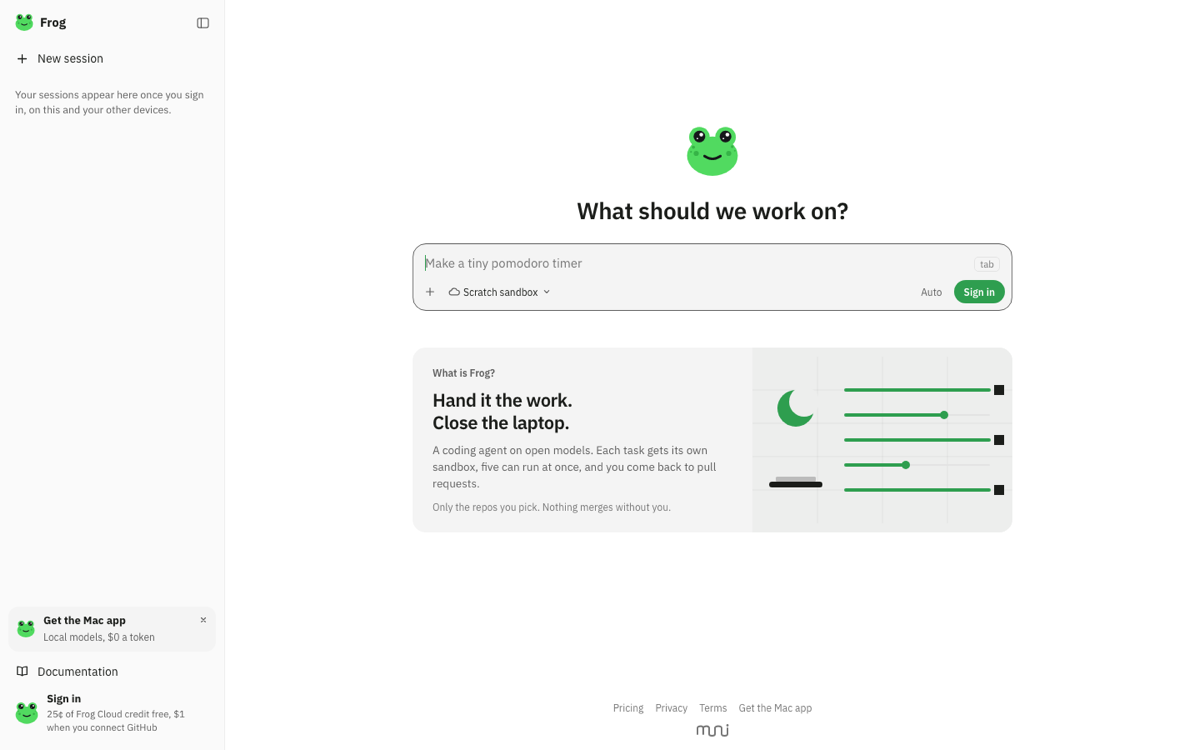 Frog
New session
Your sessions appear here once you sign
in, on this and your other devices.
Get the Mac app
Local models, $0 a token
Documentation
Sign in
25¢ of Frog Cloud credit free, $1
when you connect GitHub
What should we work on?
Make a tiny pomodoro timer
tab
Scratch sandbox
Auto
Sign in
What is Frog?
Hand it the work.
Close the laptop.
A coding agent on open models. Each task gets its own
sandbox, five can run at once, and you come back to pull
requests.
Only the repos you pick. Nothing merges without you.
Pricing Privacy Terms Get the Mac app
muni